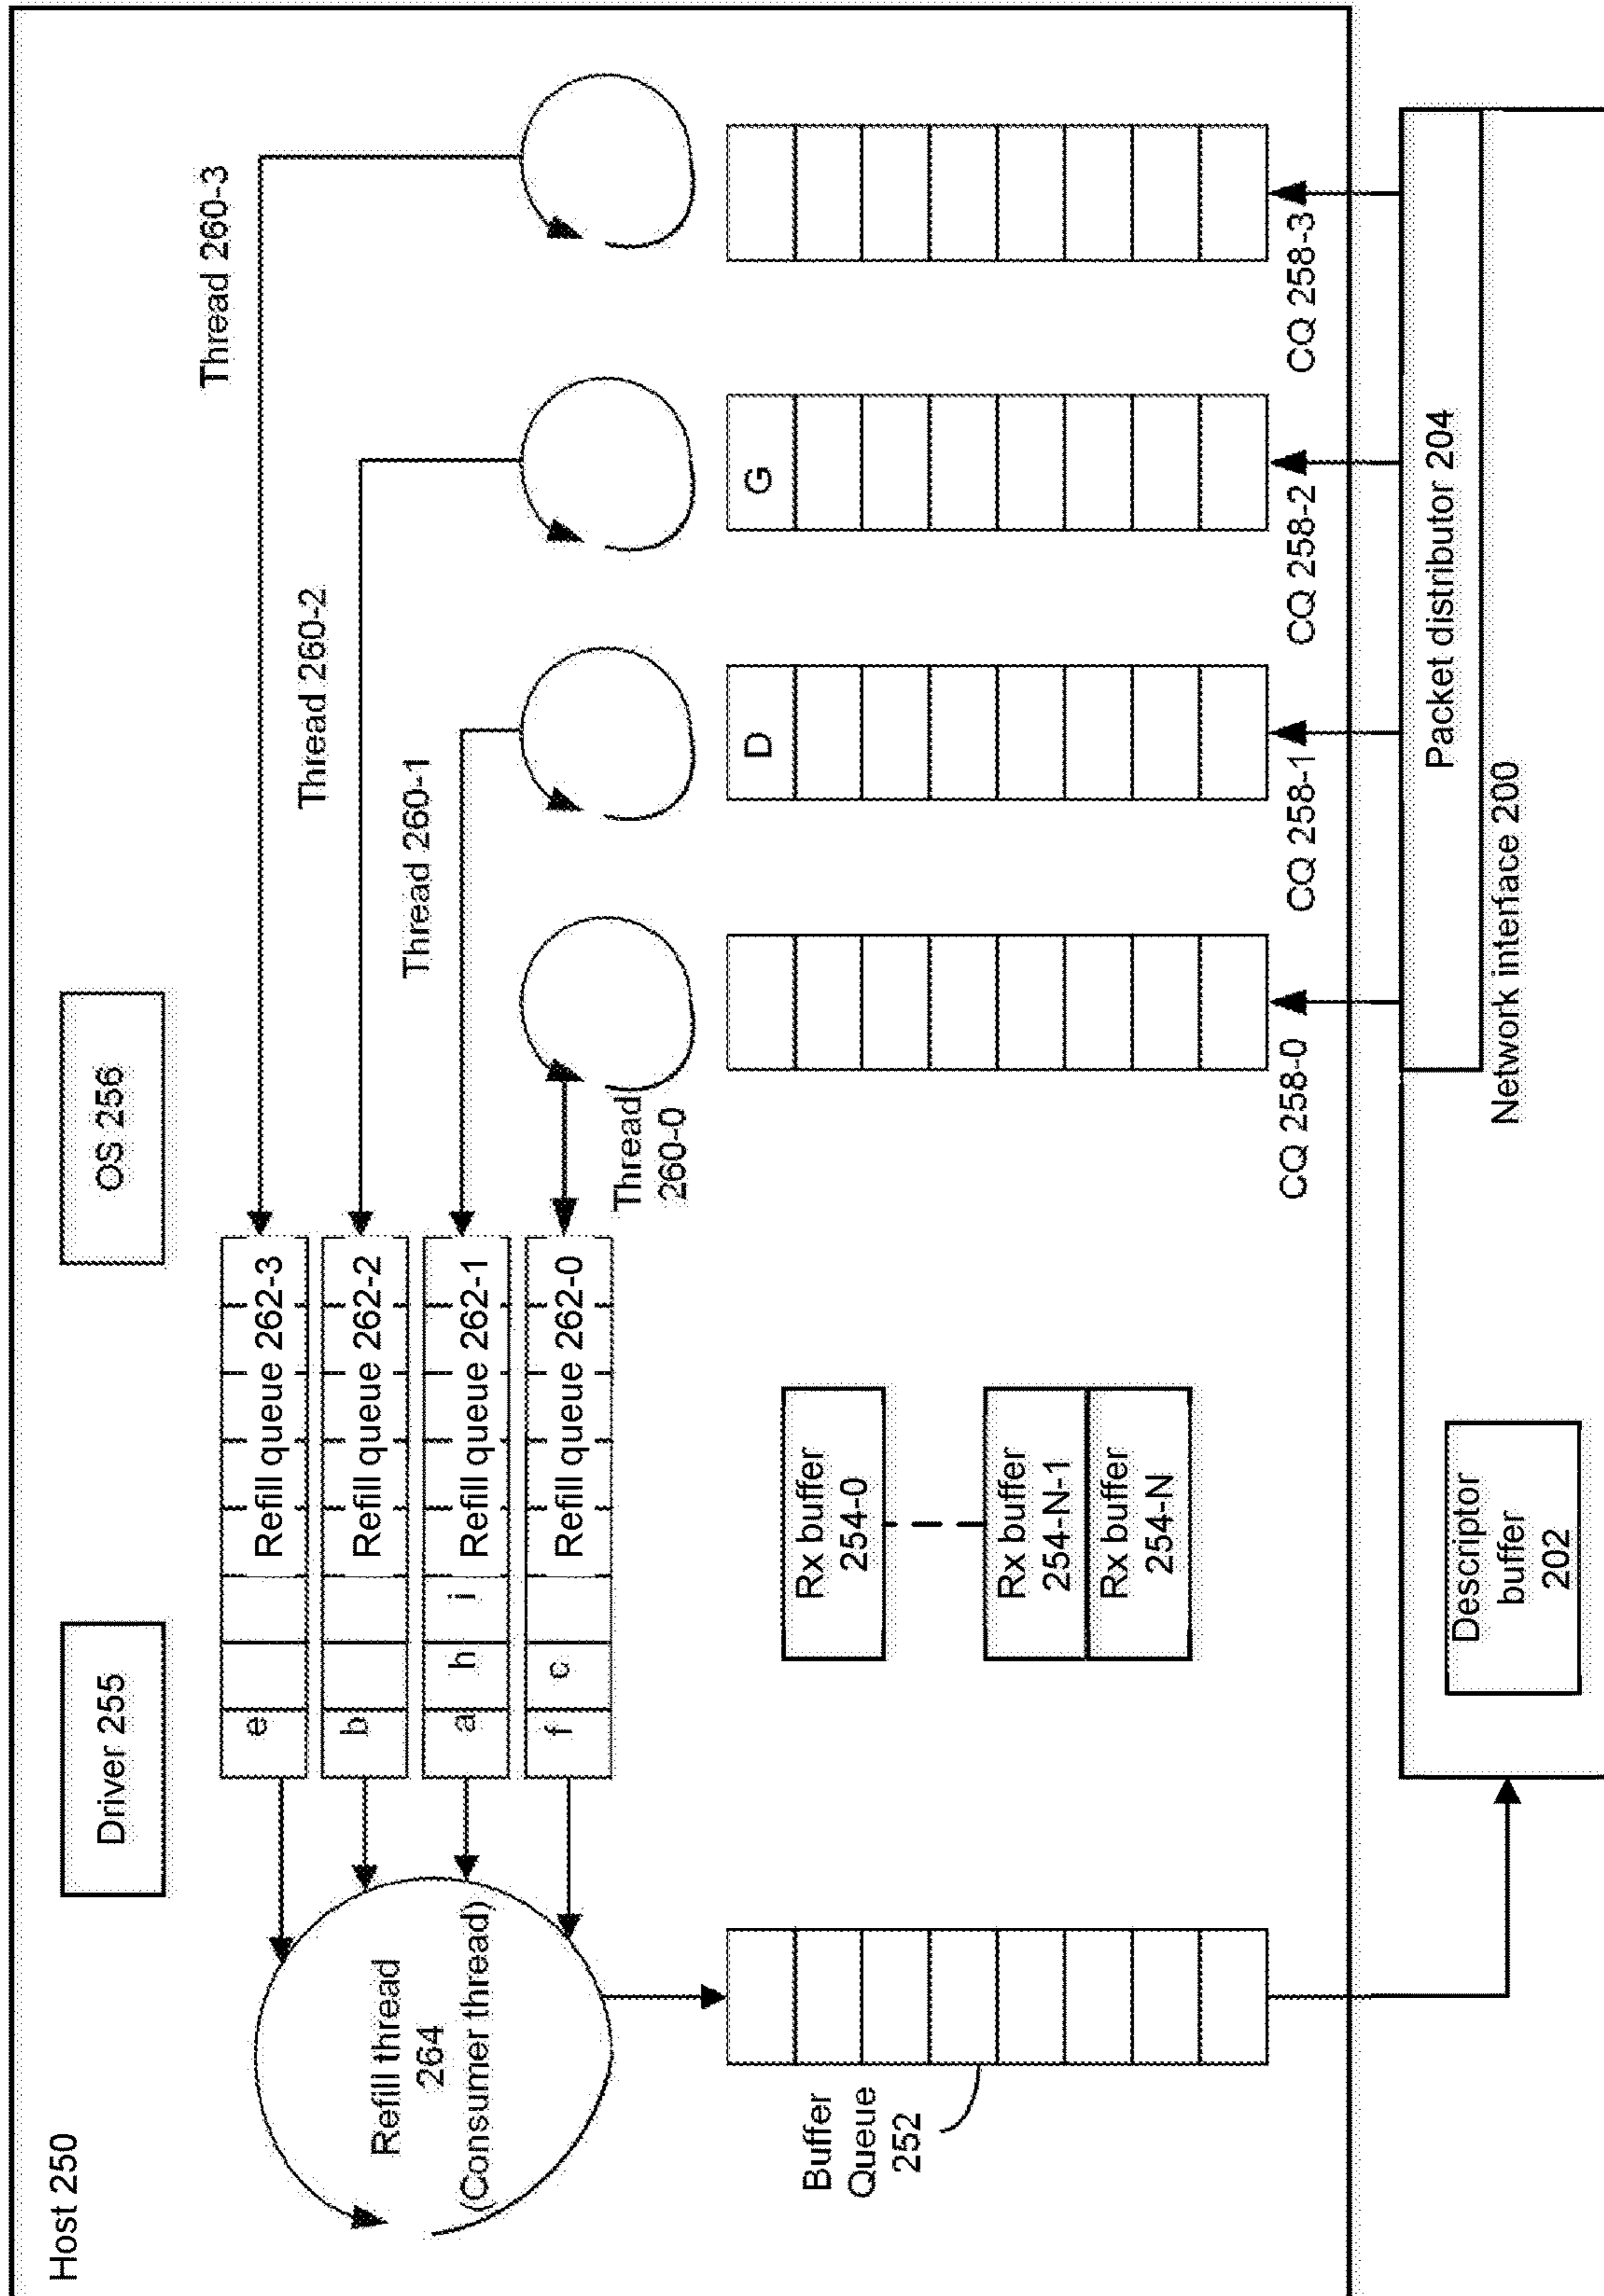 Host 250
Driver 255
OS 256
Thread 260-3
Thread 260-2
Thread 260-1
Thread
260-0
Refill thread
264
(Consumer thread)
e
Refill queue 262-3
b
Refill queue 262-2
a
h
i
Refill queue 262-1
f
c
Refill queue 262-0
Buffer
Queue
252
Rx buffer
254-0
Rx buffer
254-N-1
Rx buffer
254-N
D
G
CQ 258-0
CQ 258-1
CQ 258-2
CQ 258-3
Descriptor
buffer
202
Packet distributor 204
Network interface 200